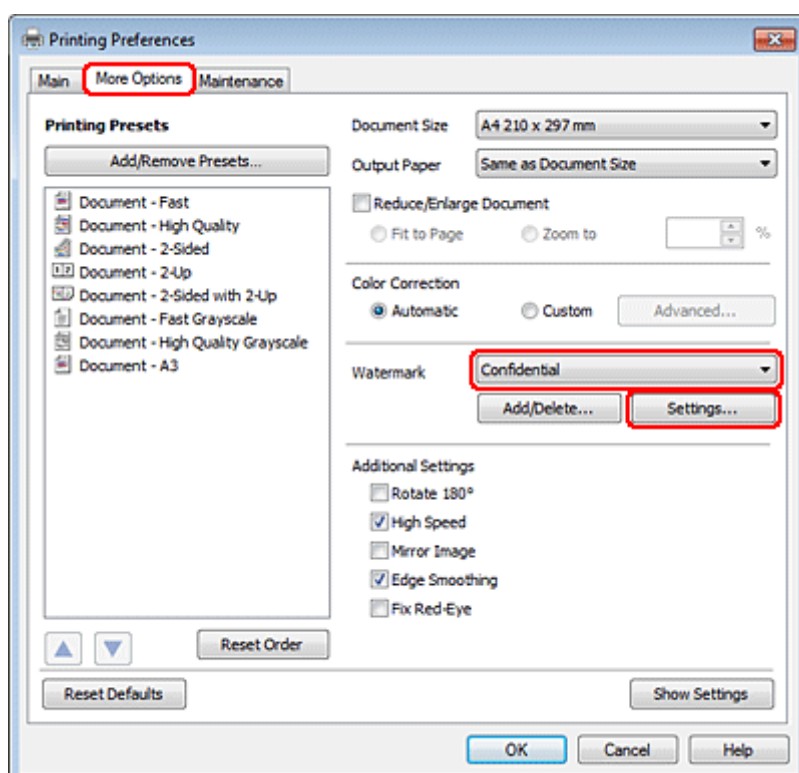 Printing Preferences
Main More Options Maintenance
Printing Presets
Add/Remove Presets...
Document - Fast
Document - High Quality
Document - 2-Sided
Document - 2-Up
Document - 2-Sided with 2-Up
Document - Fast Grayscale
Document - High Quality Grayscale
Document - A3
Reset Order
Document Size A4 210 x 297 mm
Output Paper Same as Document Size
Reduce/Enlarge Document
Fit to Page Zoom to %
Color Correction
Automatic Custom Advanced...
Watermark Confidential
Add/Delete... Settings...
Additional Settings
Rotate 180°
High Speed
Mirror Image
Edge Smoothing
Fix Red-Eye
Reset Defaults Show Settings
OK Cancel Help